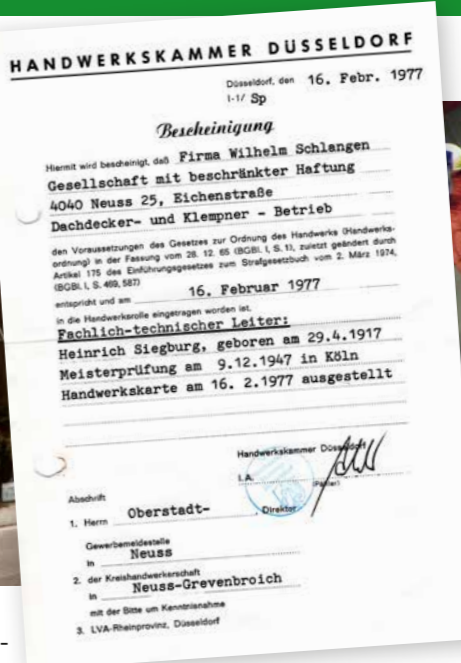 HANDWERKSKAMMER DÜSSELDORF
Düsseldorf, den 16. Febr. 1977
I-1/ Sp
Bescheinigung
Hiermit wird bescheinigt, daß Firma Wilhelm Schlangen
Gesellschaft mit beschränkter Haftung
4040 Neuss 25, Eichenstraße
Dachdecker- und Klempner - Betrieb
den Voraussetzungen des Gesetzes zur Ordnung des Handwerks (Handwerks-
ordnung) in der Fassung vom 28. 12. 65 (BGBl. I, S. 1), zuletzt geändert durch
Artikel 175 des Einführungsgesetzes zum Strafgesetzbuch vom 2. März 1974,
(BGBl. I, S. 469, 587)
entspricht und am 16. Februar 1977
in die Handwerksrolle eingetragen worden ist.
Fachlich-technischer Leiter:
Heinrich Siegburg, geboren am 29.4.1917
Meisterprüfung am 9.12.1947 in Köln
Handwerkskarte am 16. 2.1977 ausgestellt
Handwerkskammer Düsseldorf
I.A.
Abschrift
1. Herrn Oberstadt- Direktor
Gewerbemeldestelle
in Neuss
2. der Kreishandwerkerschaft
in Neuss-Grevenbroich
mit der Bitte um Kenntnisnahme
3. LVA-Rheinprovinz, Düsseldorf